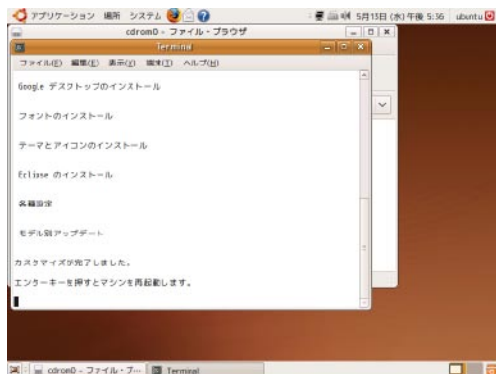 アプリケーション 場所 システム
5月13日 (水) 午後 5:36 ubuntu
cdrom0 - ファイル・ブラウザ
Terminal
ファイル(F) 編集(E) 表示(V) 端末(T) ヘルプ(H)
Google デスクトップのインストール
フォントのインストール
テーマとアイコンのインストール
Eclipse のインストール
各種設定
モデル別アップデート
カスタマイズが完了しました。
エンターキーを押すとマシンを再起動します。
cdrom0 - ファイル・ブ…
Terminal